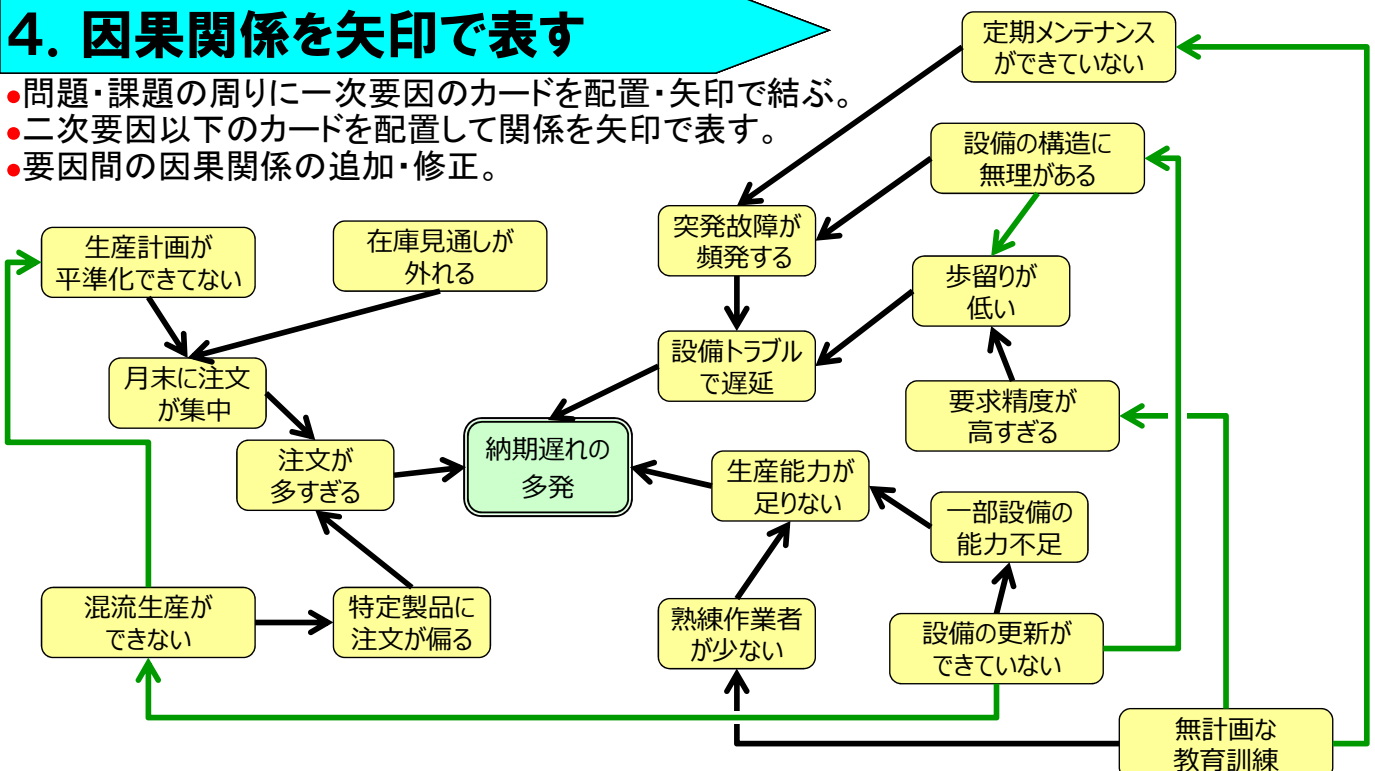 4. 因果関係を矢印で表す
●問題・課題の周りに一次要因のカードを配置・矢印で結ぶ。
●二次要因以下のカードを配置して関係を矢印で表す。
●要因間の因果関係の追加・修正。
定期メンテナンス
ができていない
設備の構造に
無理がある
突発故障が
頻発する
生産計画が
平準化できてない
在庫見通しが
外れる
歩留りが
低い
設備トラブル
で遅延
月末に注文
が集中
要求精度が
高すぎる
納期遅れの
多発
注文が
多すぎる
生産能力が
足りない
一部設備の
能力不足
混流生産が
できない
特定製品に
注文が偏る
熟練作業者
が少ない
設備の更新が
できていない
無計画な
教育訓練